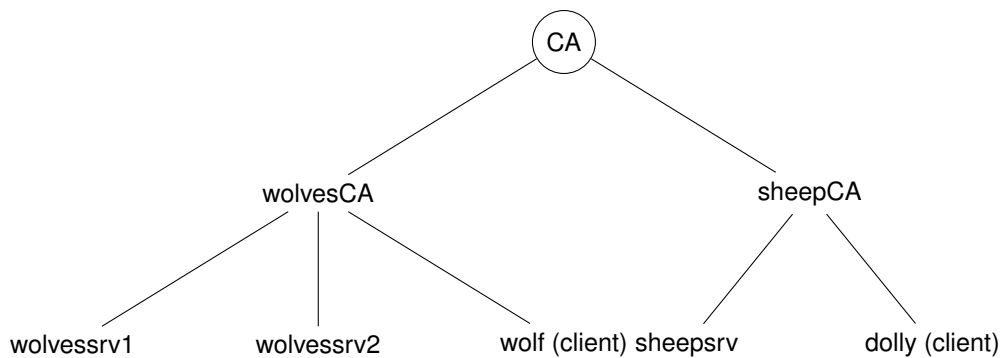 CA
wolvesCA
sheepCA
wolvessrv1
wolvessrv2
wolf (client)
sheepsrv
dolly (client)